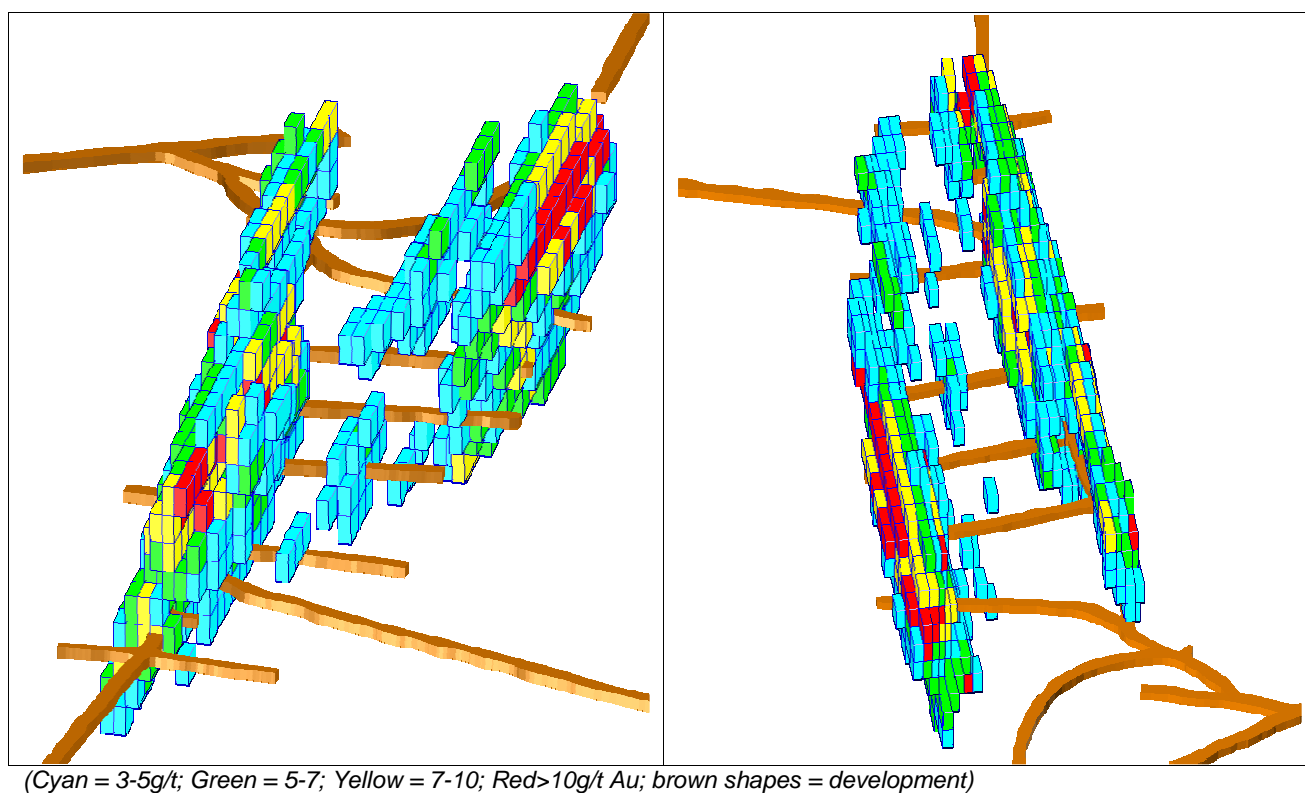 (Cyan = 3-5g/t; Green = 5-7; Yellow = 7-10; Red>10g/t Au; brown shapes = development)